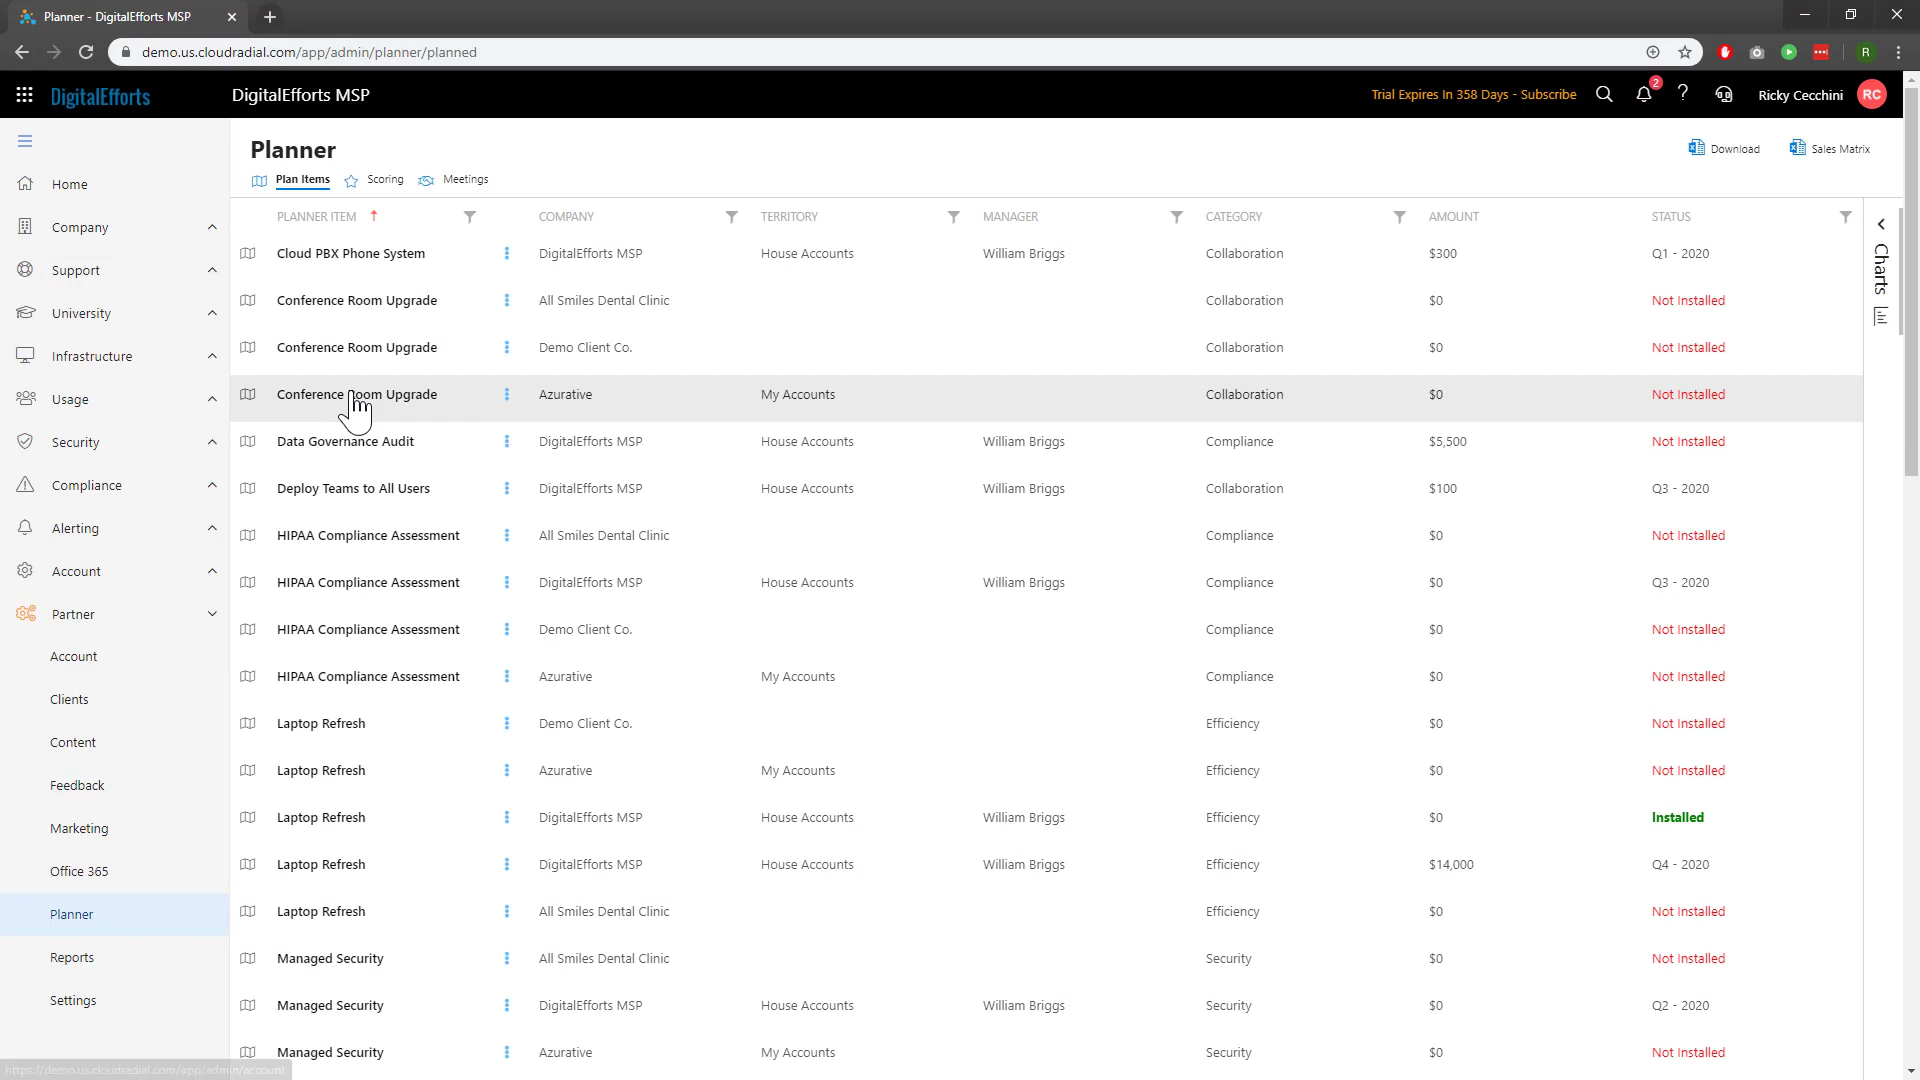 Planner - DigitalEfforts MSP
demo.us.cloudradial.com/app/admin/planner/planned
R
DigitalEfforts
DigitalEfforts MSP
Trial Expires In 358 Days - Subscribe
2
?
Ricky Cecchini
RC
Home
Company
Support
University
Infrastructure
Usage
Security
Compliance
Alerting
Account
Partner
Account
Clients
Content
Feedback
Marketing
Office 365
Planner
Reports
Settings
Planner
Download
Sales Matrix
Plan Items Scoring Meetings
PLANNER ITEM COMPANY TERRITORY MANAGER CATEGORY AMOUNT STATUS
Cloud PBX Phone System DigitalEfforts MSP House Accounts William Briggs Collaboration $300 Q1 - 2020
Conference Room Upgrade All Smiles Dental Clinic Collaboration $0 Not Installed
Conference Room Upgrade Demo Client Co. Collaboration $0 Not Installed
Conference Room Upgrade Azurative My Accounts Collaboration $0 Not Installed
Data Governance Audit DigitalEfforts MSP House Accounts William Briggs Compliance $5,500 Not Installed
Deploy Teams to All Users DigitalEfforts MSP House Accounts William Briggs Collaboration $100 Q3 - 2020
HIPAA Compliance Assessment All Smiles Dental Clinic Compliance $0 Not Installed
HIPAA Compliance Assessment DigitalEfforts MSP House Accounts William Briggs Compliance $0 Q3 - 2020
HIPAA Compliance Assessment Demo Client Co. Compliance $0 Not Installed
HIPAA Compliance Assessment Azurative My Accounts Compliance $0 Not Installed
Laptop Refresh Demo Client Co. Efficiency $0 Not Installed
Laptop Refresh Azurative My Accounts Efficiency $0 Not Installed
Laptop Refresh DigitalEfforts MSP House Accounts William Briggs Efficiency $0 Installed
Laptop Refresh DigitalEfforts MSP House Accounts William Briggs Efficiency $14,000 Q4 - 2020
Laptop Refresh All Smiles Dental Clinic Efficiency $0 Not Installed
Managed Security All Smiles Dental Clinic Security $0 Not Installed
Managed Security DigitalEfforts MSP House Accounts William Briggs Security $0 Q2 - 2020
Managed Security Azurative My Accounts Security $0 Not Installed
Charts
https://demo.us.cloudradial.com/app/admin/account